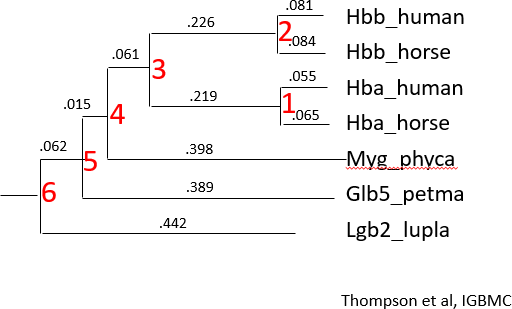 .081
Hbb_human
.226
2
.084
Hbb_horse
.061
3
.055
Hba_human
.219
1
.065
Hba_horse
.015
4
.398
Myg_phyca
.062
5
.389
Glb5_petma
6
.442
Lgb2_lupla
Thompson et al, IGBMC